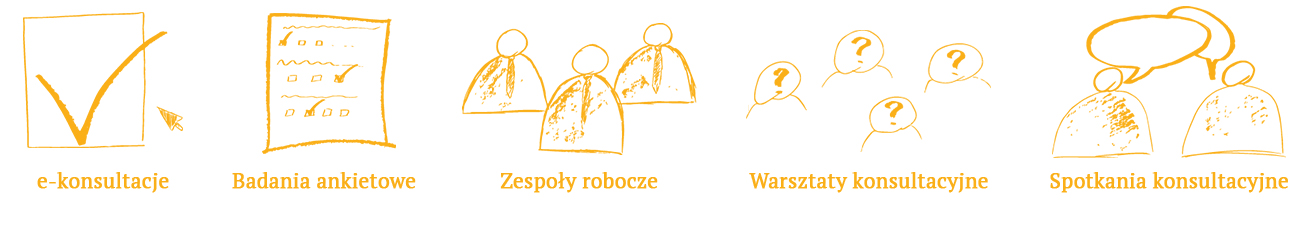 e-konsultacje
Badania ankietowe
Zespoły robocze
Warsztaty konsultacyjne
Spotkania konsultacyjne
? ? ? ?